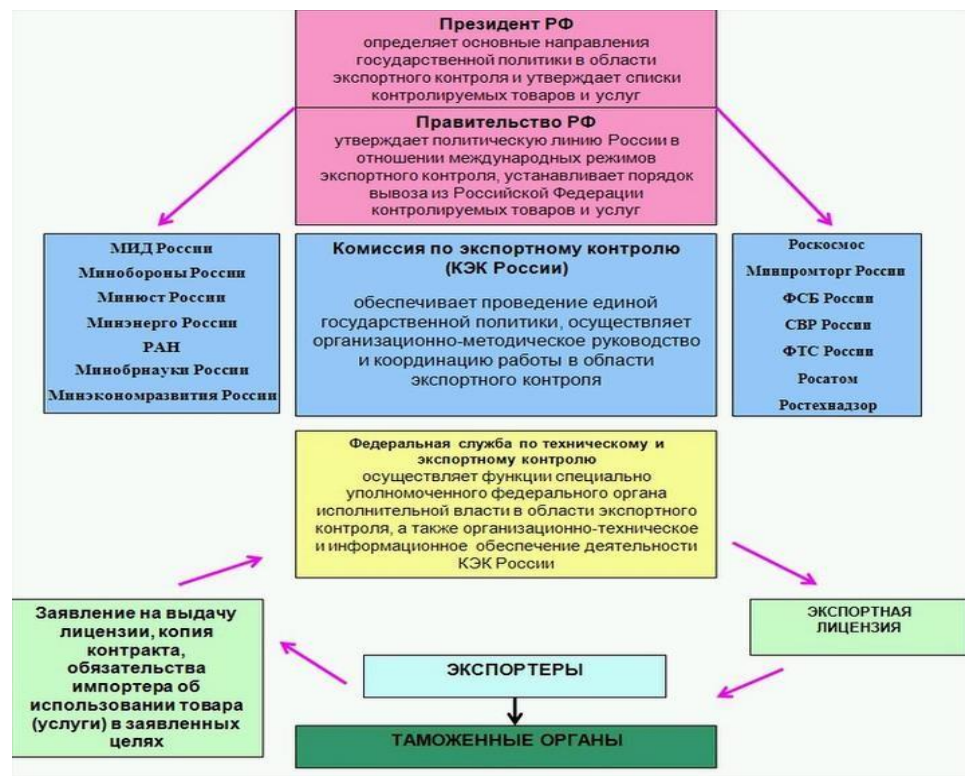 Президент РФ
определяет основные направления
государственной политики в области
экспортного контроля и утверждает списки
контролируемых товаров и услуг
Правительство РФ
утверждает политическую линию России в
отношении международных режимов
экспортного контроля, устанавливает порядок
вывоза из Российской Федерации
контролируемых товаров и услуг
МИД России
Минобороны России
Минюст России
Минэнерго России
РАН
Минобрнауки России
Минэкономразвития России
Комиссия по экспортному контролю
(КЭК России)
обеспечивает проведение единой
государственной политики, осуществляет
организационно-методическое руководство
и координацию работы в области
экспортного контроля
Роскосмос
Минпромторг России
ФСБ России
СВР России
ФТС России
Росатом
Ростехнадзор
Федеральная служба по техническому и
экспортному контролю
осуществляет функции специально
уполномоченного федерального органа
исполнительной власти в области экспортного
контроля, а также организационно-техническое
и информационное обеспечение деятельности
КЭК России
Заявление на выдачу
лицензии, копия
контракта,
обязательства
импортера об
использовании товара
(услуги) в заявленных
целях
ЭКСПОРТНАЯ
ЛИЦЕНЗИЯ
ЭКСПОРТЕРЫ
ТАМОЖЕННЫЕ ОРГАНЫ